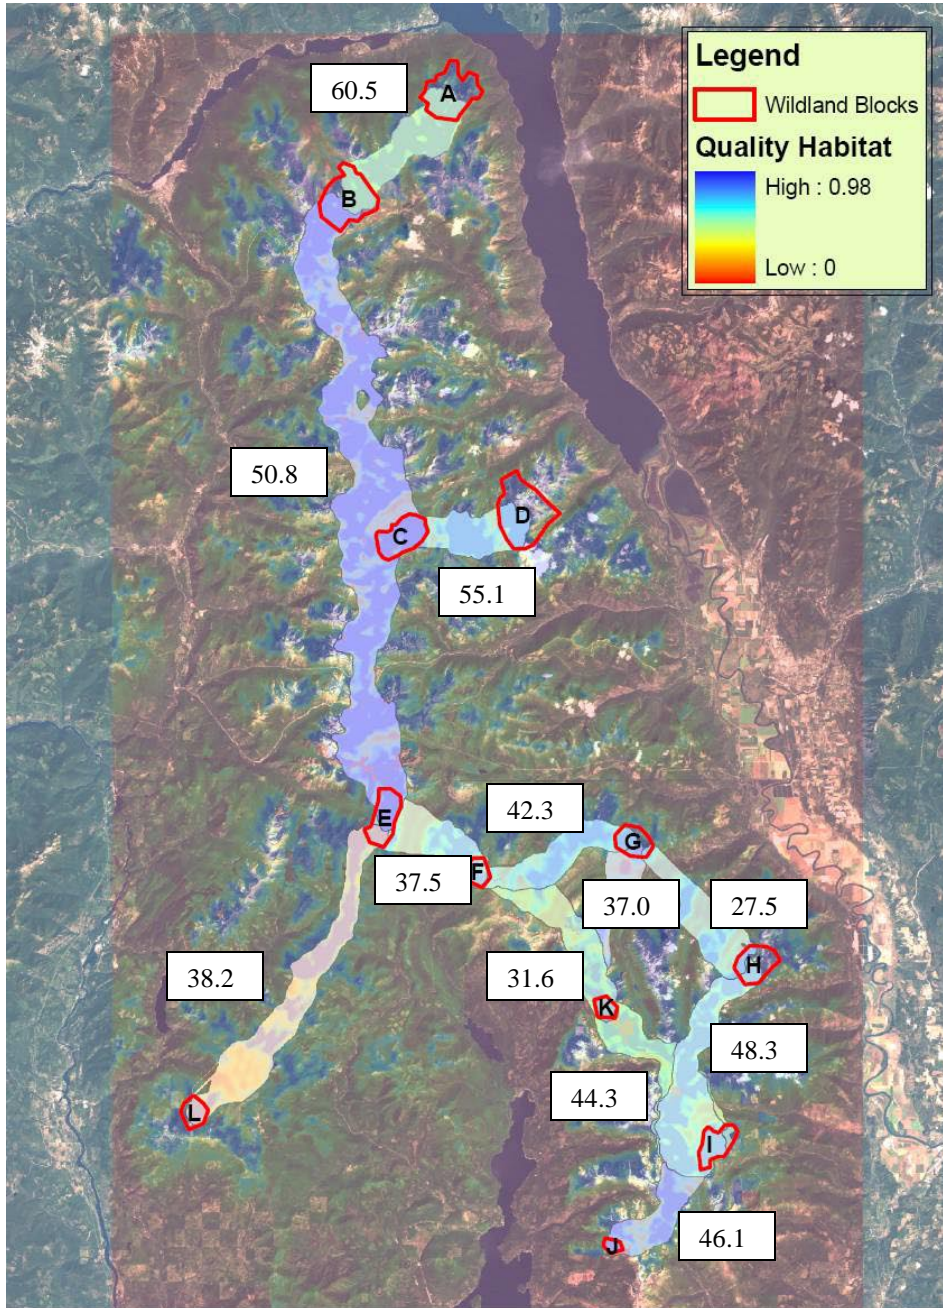 Legend
Wildland Blocks
Quality Habitat
High : 0.98
Low : 0
60.5
A
B
50.8
C
D
55.1
E
42.3
G
37.5
F
37.0
27.5
H
38.2
31.6
K
48.3
44.3
L
I
46.1
J